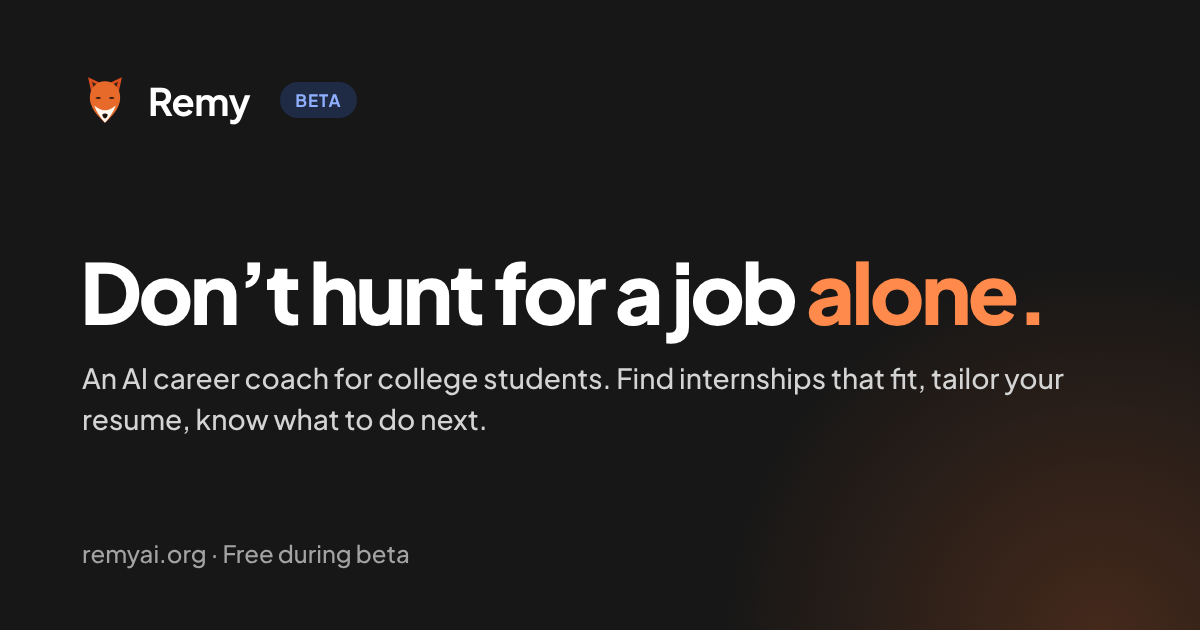 Remy BETA
Don’t hunt for a job alone.
An AI career coach for college students. Find internships that fit, tailor your
resume, know what to do next.
remyai.org · Free during beta